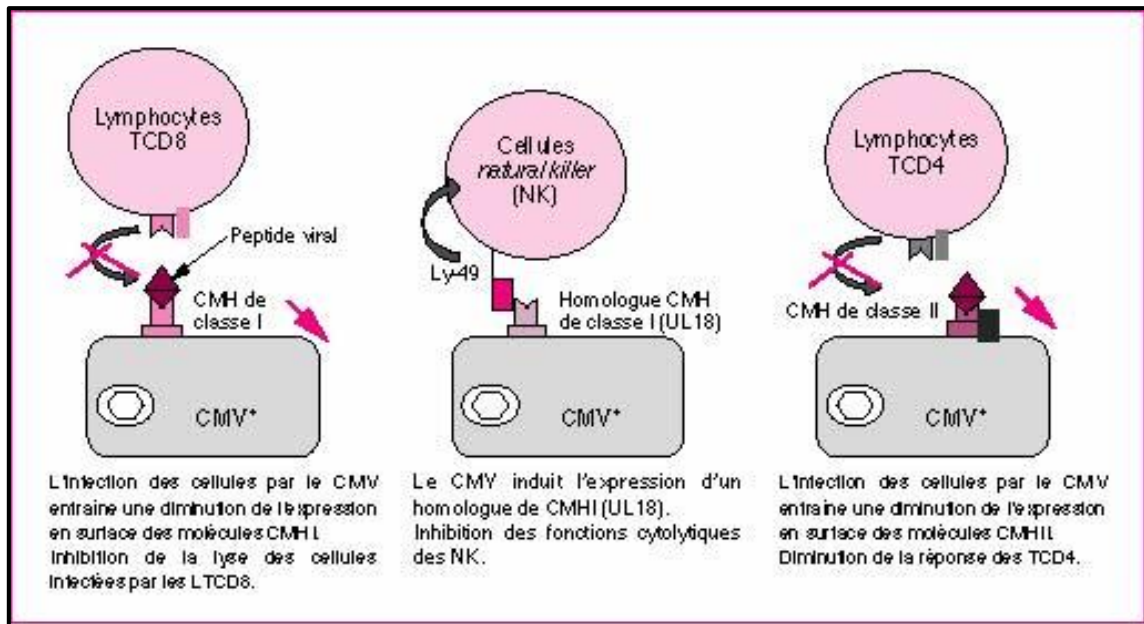 Lymphocytes
TCD8
Peptide viral
CMH de
classe I
CMV+
L'infection des cellules par le CMV
entraine une diminution de l'expression
en surface des molécules CMH I.
Inhibition de la lyse des cellules
infectées par les LTCD8.
Cellules
natural killer
(NK)
Ly-49
Homologue CMH
de classe I (UL18)
CMV+
Le CMV induit l'expression d'un
homologue de CMHI (UL18).
Inhibition des fonctions cytolytiques
des NK.
Lymphocytes
TCD4
CMH de classe II
CMV+
L'infection des cellules par le CMV
entraine une diminution de l'expression
en surface des molécules CMHII.
Diminution de la réponse des TCD4.